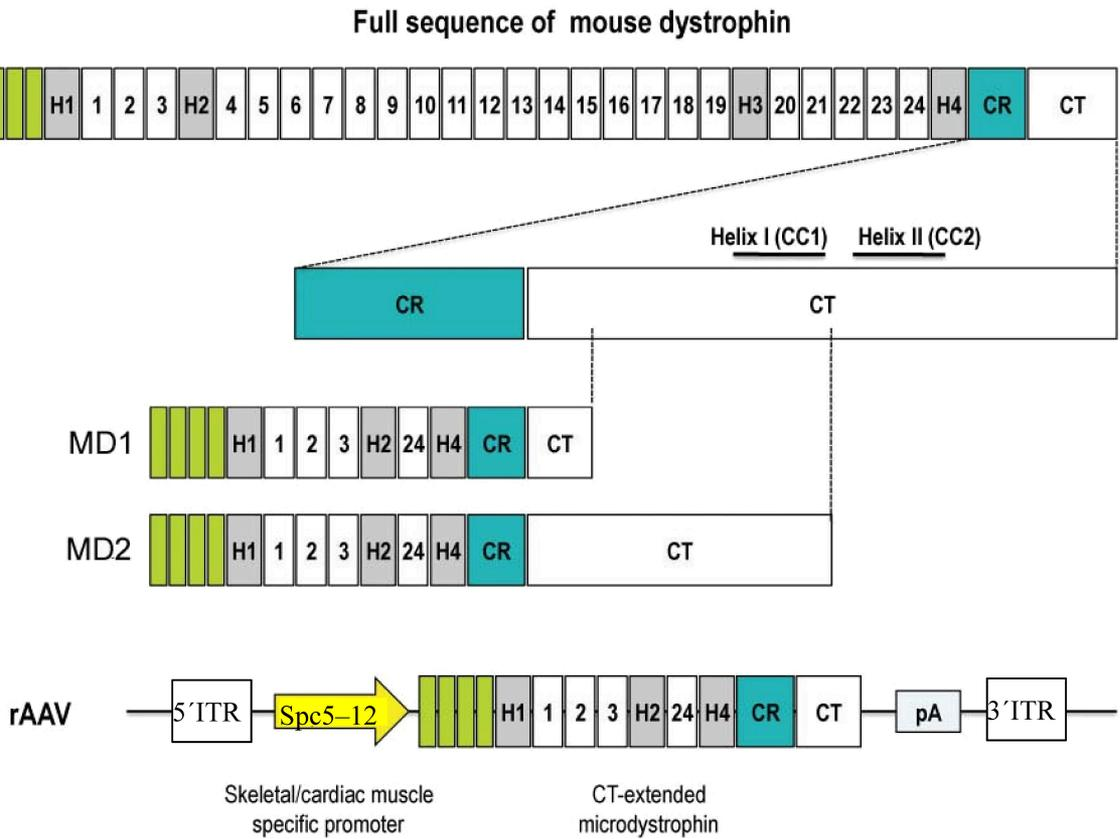 Full sequence of mouse dystrophin
H1 1 2 3 H2 4 5 6 7 8 9 10 11 12 13 14 15 16 17 18 19 H3 20 21 22 23 24 H4 CR CT
Helix I (CC1) Helix II (CC2)
CR CT
MD1 H1 1 2 3 H2 24 H4 CR CT
MD2 H1 1 2 3 H2 24 H4 CR CT
rAAV 5´ITR Spc5–12 H1 1 2 3 H2 24 H4 CR CT pA 3´ITR
Skeletal/cardiac muscle CT-extended
specific promoter microdystrophin